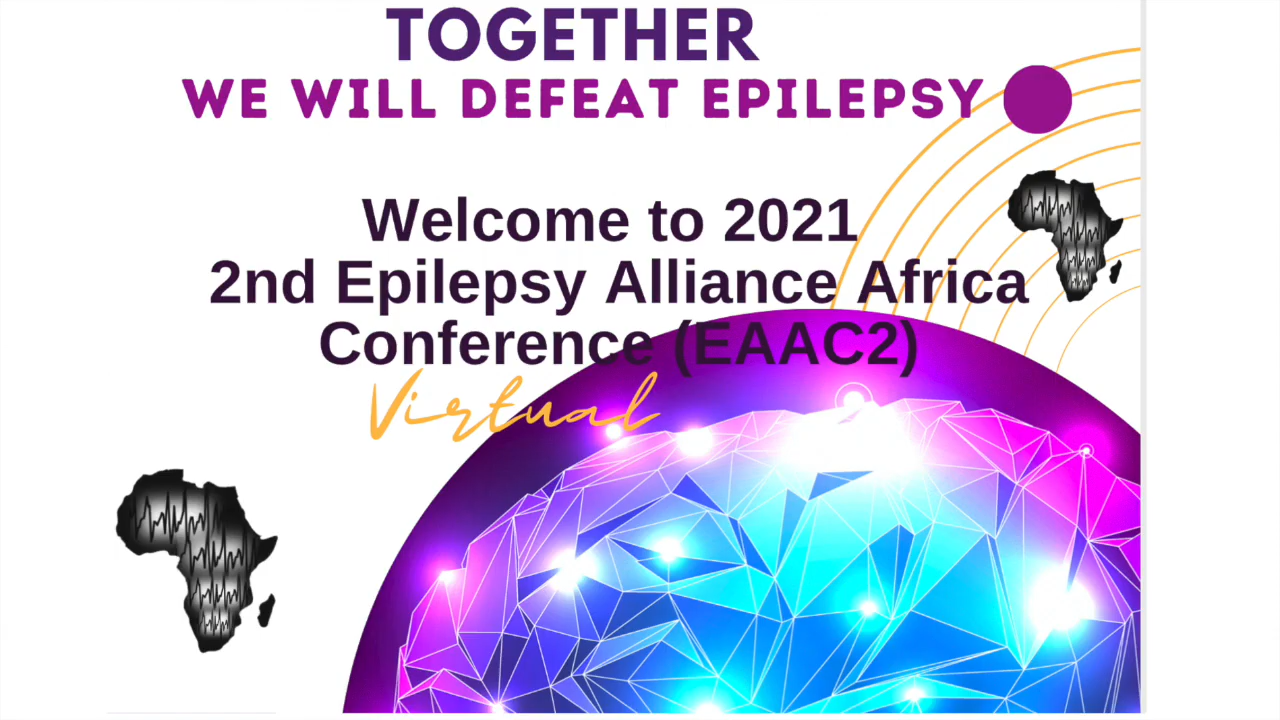 TOGETHER
WE WILL DEFEAT EPILEPSY
Welcome to 2021
2nd Epilepsy Alliance Africa
Conference (EAAC2)
Virtual